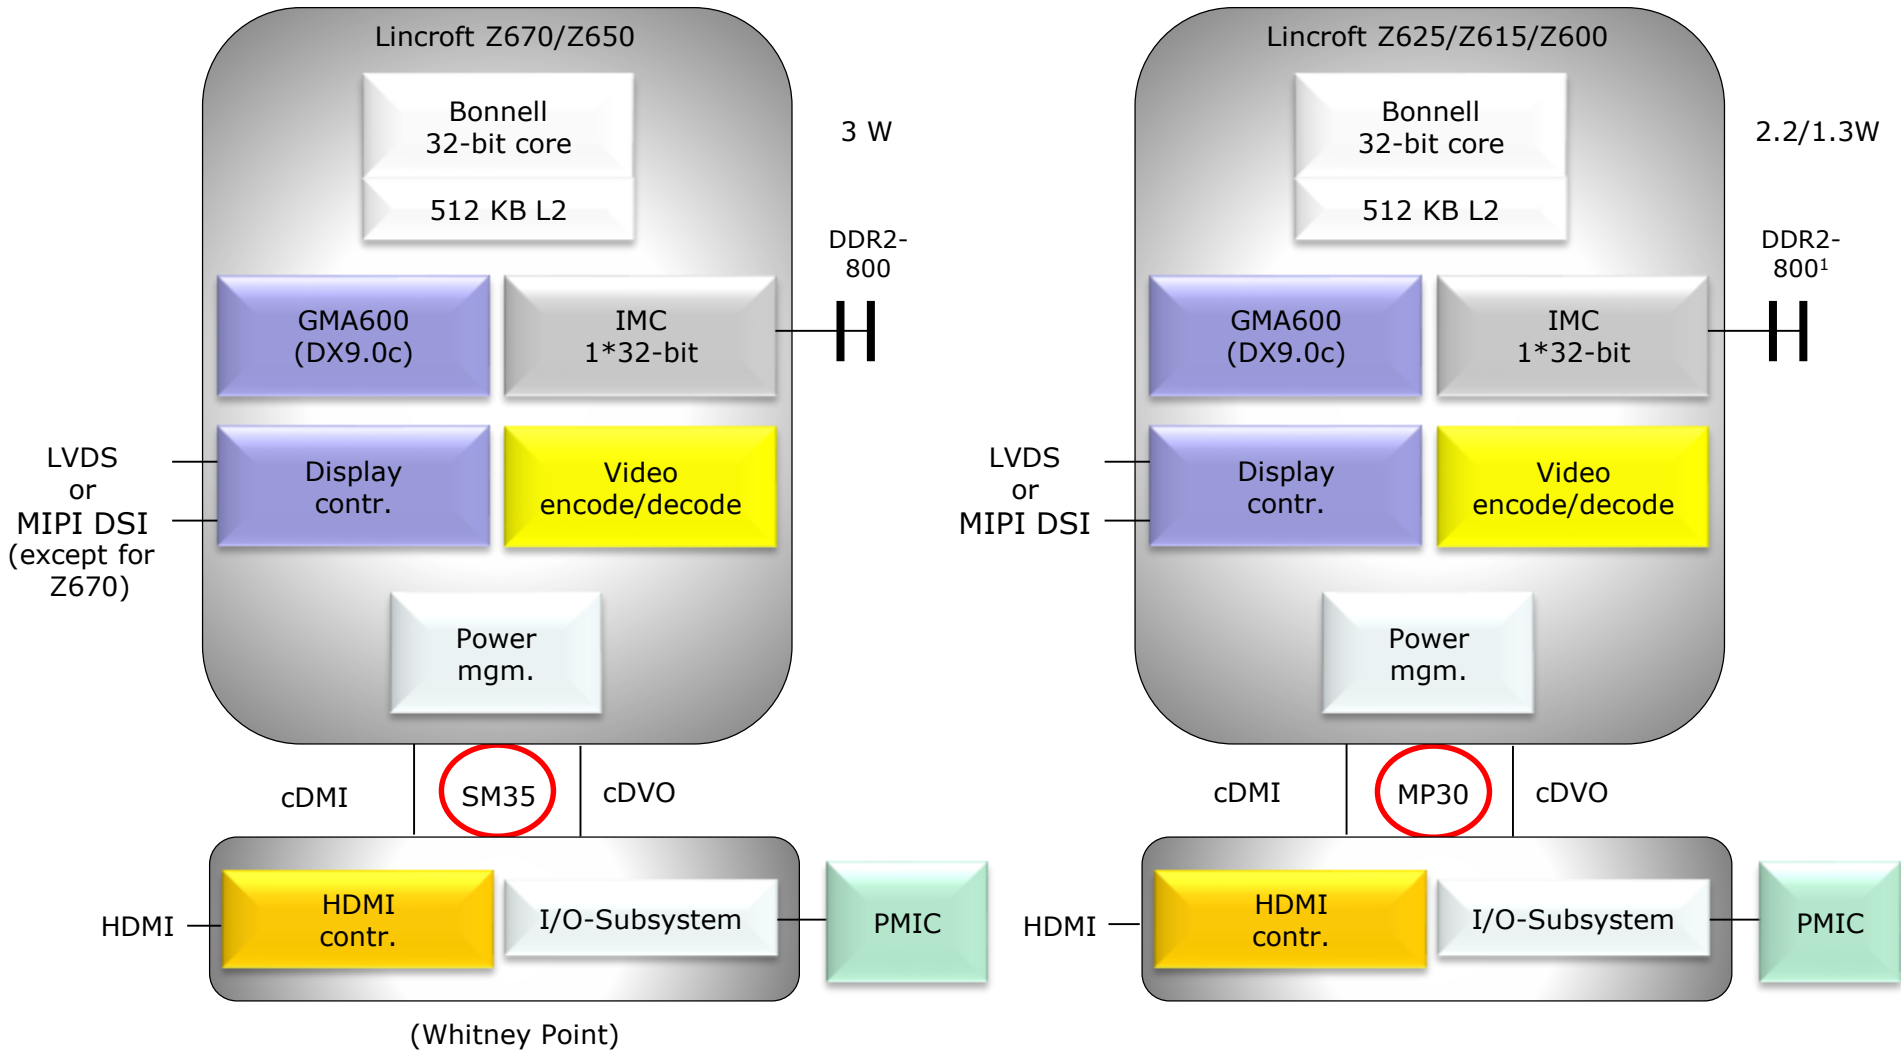 Lincroft Z670/Z650
Bonnell
32-bit core
512 KB L2
3 W
DDR2-
800
GMA600
(DX9.0c)
IMC
1*32-bit
LVDS
or
MIPI DSI
(except for
Z670)
Display
contr.
Video
encode/decode
Power
mgm.
cDMI
SM35
cDVO
HDMI
HDMI
contr.
I/O-Subsystem
PMIC
(Whitney Point)
Lincroft Z625/Z615/Z600
Bonnell
32-bit core
512 KB L2
2.2/1.3W
DDR2-
800¹
GMA600
(DX9.0c)
IMC
1*32-bit
LVDS
or
MIPI DSI
Display
contr.
Video
encode/decode
Power
mgm.
cDMI
MP30
cDVO
HDMI
HDMI
contr.
I/O-Subsystem
PMIC